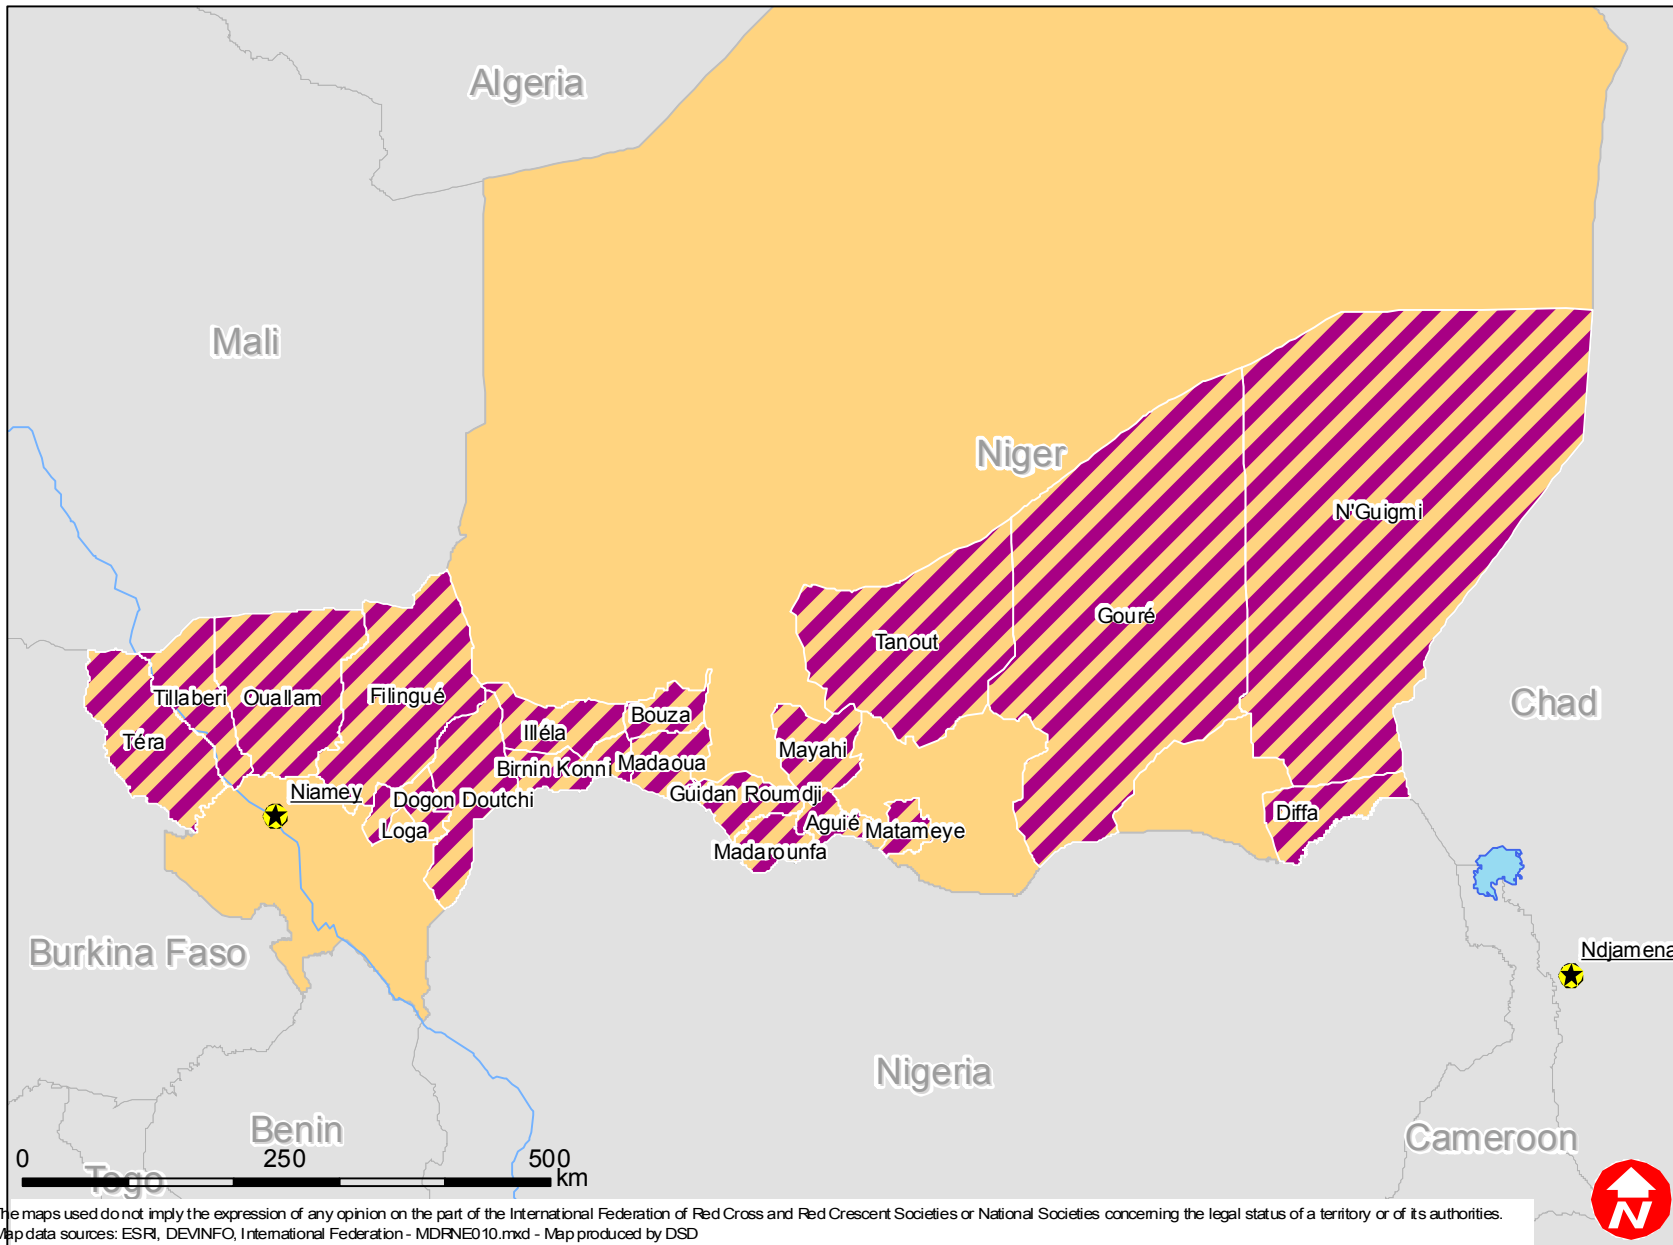 Algeria
Mali
Niger
N'Guigmi
Gouré
Tanout
Tillaberi
Ouallam
Filingué
Chad
Téra
Illéla
Bouza
Mayahi
Birnin Konni
Madaoua
Niamey
Dogon Doutchi
Guidan Roumdji
Loga
Aguié
Matameye
Diffa
Madarounfa
Burkina Faso
Ndjamena
Nigeria
Benin
Cameroon
0
250
500
km
Togo
N
he maps used do not imply the expression of any opinion on the part of the International Federation of Red Cross and Red Crescent Societies or National Societies concerning the legal status of a territory or of its authorities.
Map data sources: ESRI, DEVINFO, International Federation - MDRNE010.mxd - Map produced by DSD